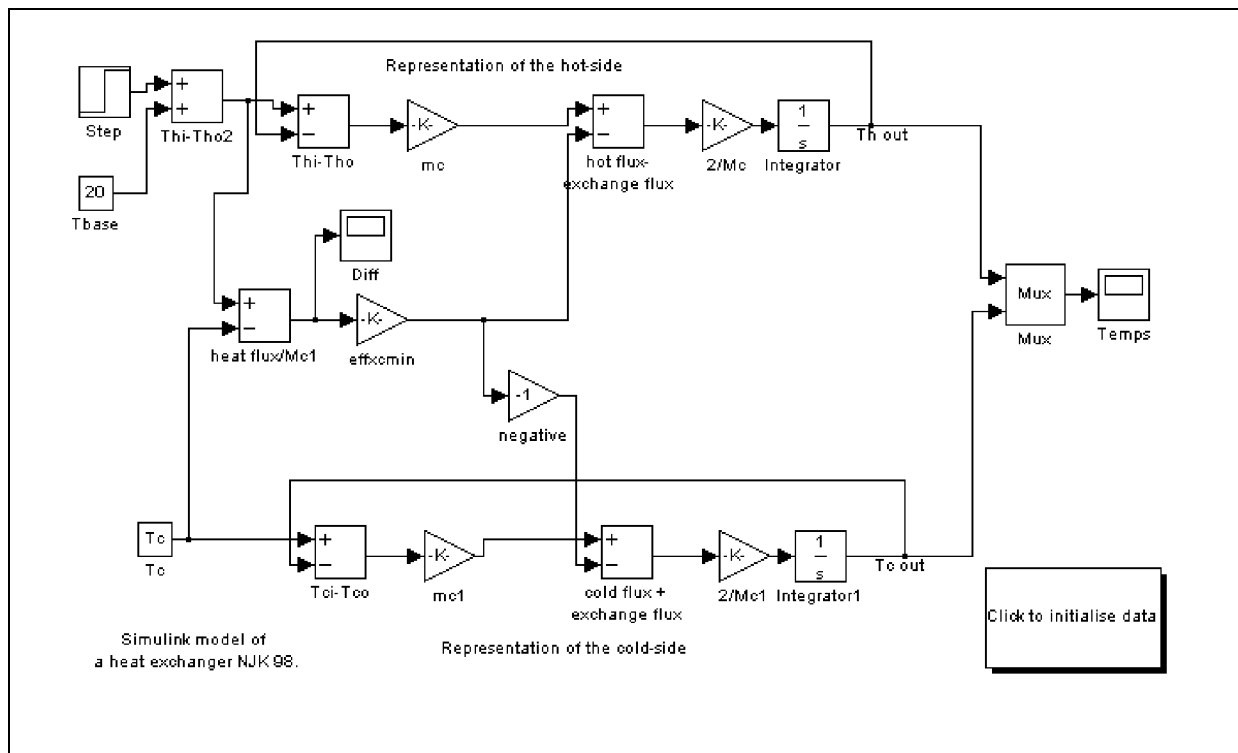 Representation of the hot-side
+
+
Step
Thi-Tho2
+
−
Thi-Tho
-K-
mc
+
−
hot flux-
exchange flux
-K-
2/Mc
1
s
Integrator
Th out
20
Tbase
Diff
+
−
heat flux/Mc1
-K-
effxcmin
Mux
Mux
Temps
-1
negative
Tc
Tc
+
−
Tci-Tco
-K-
mc1
+
−
cold flux +
exchange flux
-K-
2/Mc1
1
s
Integrator1
Tc out
Click to initialise data
Simulink model of
a heat exchanger NJK 98.
Representation of the cold-side